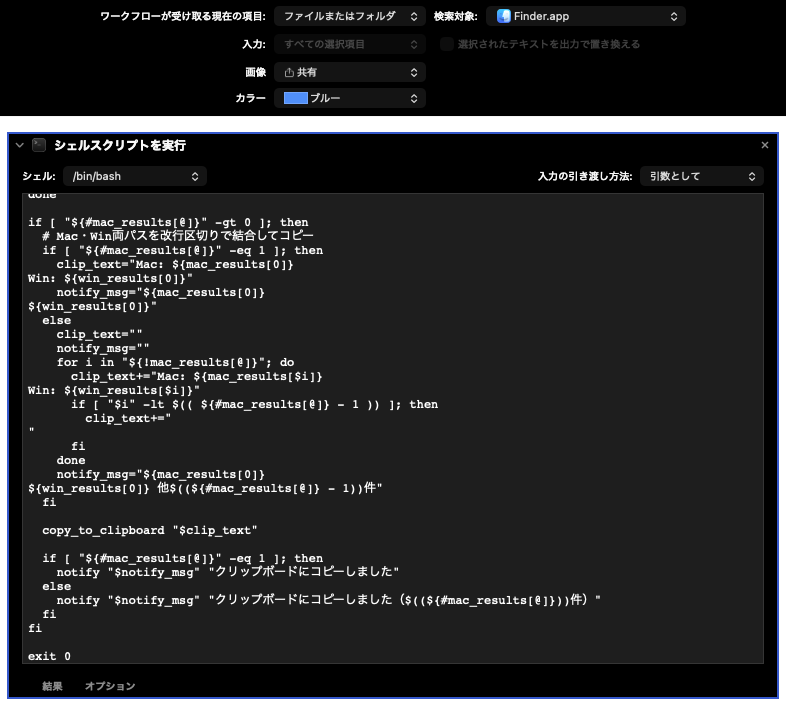 ワークフローが受け取る現在の項目: ファイルまたはフォルダ 検索対象: Finder.app
入力: すべての選択項目 選択されたテキストを出力で置き換える
画像 共有
カラー ブルー
シェルスクリプトを実行 ×
シェル: /bin/bash 入力の引き渡し方法: 引数として
done
if [ "${#mac_results[@]}" -gt 0 ]; then
# Mac・Win両パスを改行区切りで結合してコピー
if [ "${#mac_results[@]}" -eq 1 ]; then
clip_text="Mac: ${mac_results[0]}
Win: ${win_results[0]}"
notify_msg="${mac_results[0]}
${win_results[0]}"
else
clip_text=""
notify_msg=""
for i in "${!mac_results[@]}"; do
clip_text+="Mac: ${mac_results[$i]}
Win: ${win_results[$i]}"
if [ "$i" -lt $(( ${#mac_results[@]} - 1 )) ]; then
clip_text+="
"
fi
done
notify_msg="${mac_results[0]}
${win_results[0]} 他$((${#mac_results[@]} - 1))件"
fi
copy_to_clipboard "$clip_text"
if [ "${#mac_results[@]}" -eq 1 ]; then
notify "$notify_msg" "クリップボードにコピーしました"
else
notify "$notify_msg" "クリップボードにコピーしました（$((${#mac_results[@]}))件）"
fi
fi
exit 0
結果 オプション